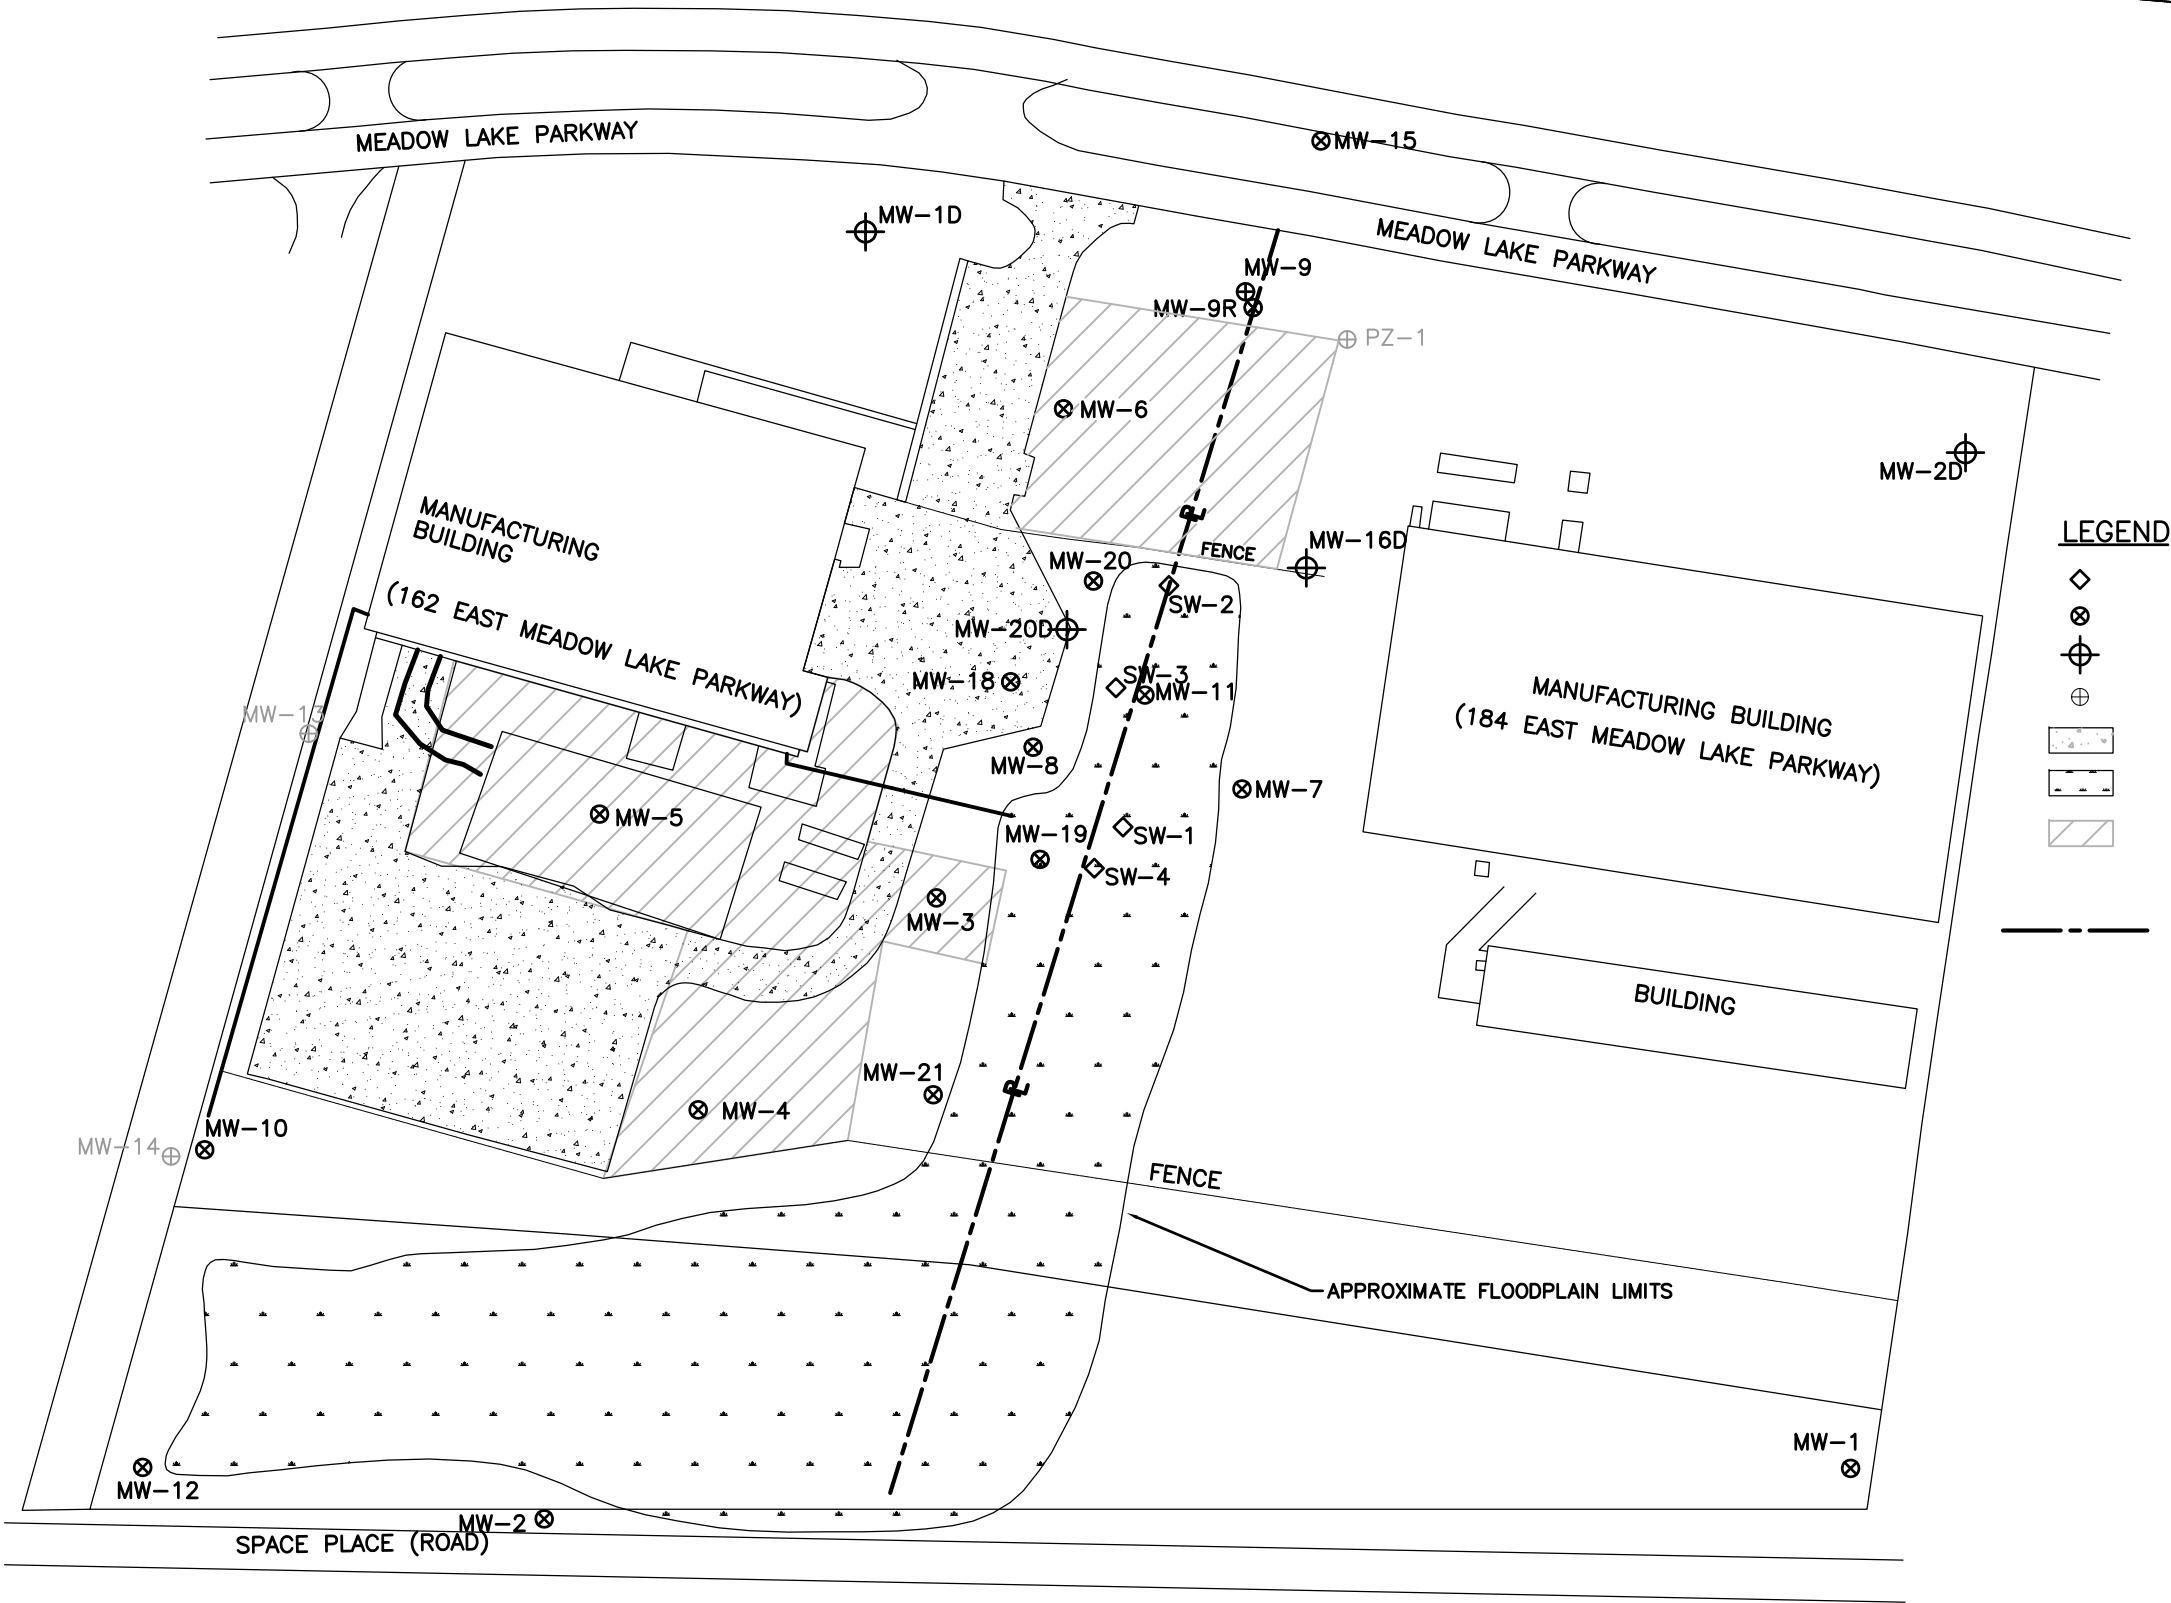 MEADOW LAKE PARKWAY
MW-15
MW-1D
MEADOW LAKE PARKWAY
MW-9
MW-9R
PZ-1
MW-6
MW-2D
MANUFACTURING
BUILDING
(162 EAST MEADOW LAKE PARKWAY)
P
FENCE
MW-16D
LEGEND
MW-20
SW-2
MW-20D
SW-3
MW-18
MW-11
MANUFACTURING BUILDING
(184 EAST MEADOW LAKE PARKWAY)
MW-13
MW-8
MW-7
MW-5
MW-19
SW-1
SW-4
MW-3
BUILDING
MW-21
P
MW-4
MW-10
MW-14
FENCE
APPROXIMATE FLOODPLAIN LIMITS
MW-1
MW-12
MW-2
SPACE PLACE (ROAD)